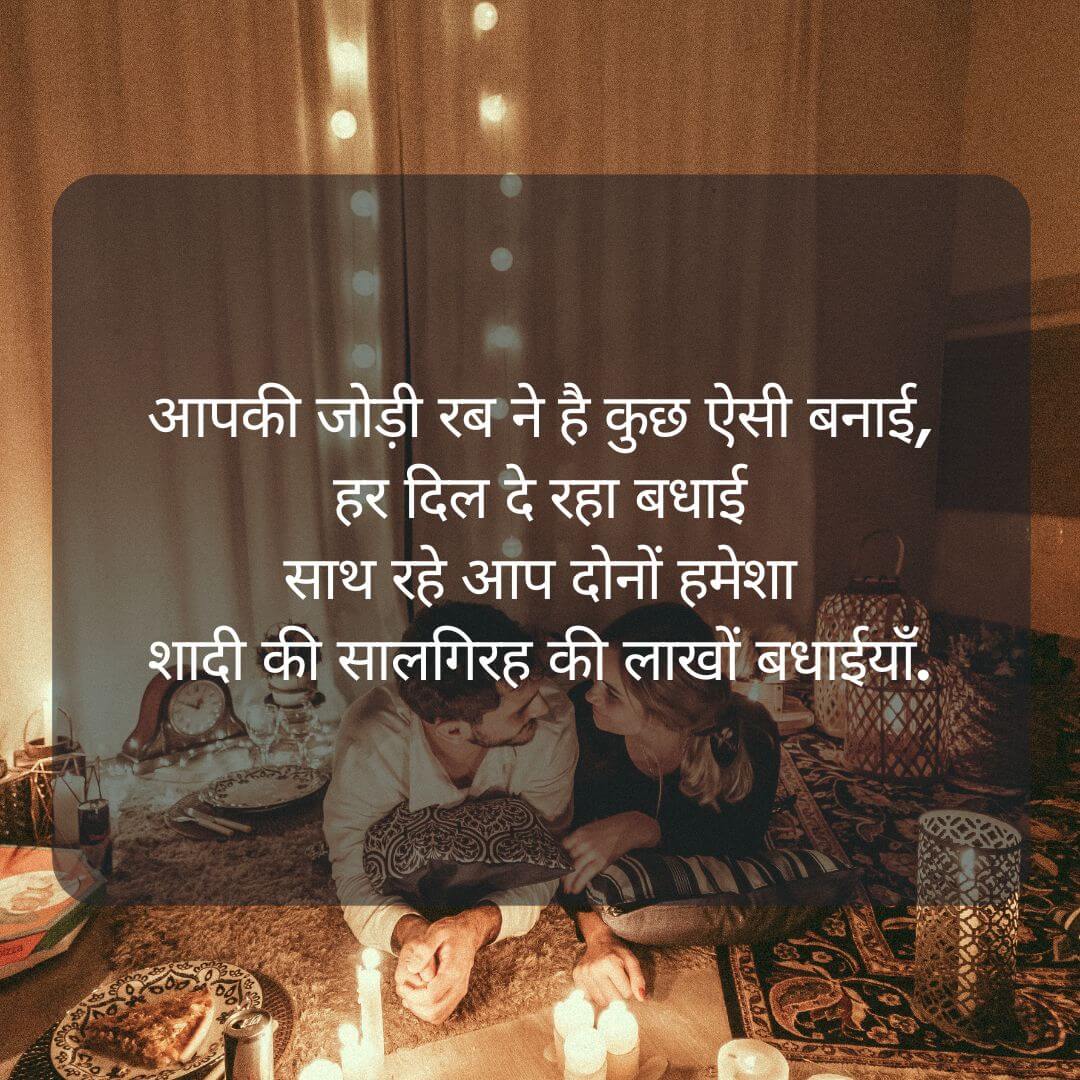 आपकी जोड़ी रब ने है कुछ ऐसी बनाई,
हर दिल दे रहा बधाई
साथ रहे आप दोनों हमेशा
शादी की सालगिरह की लाखों बधाईयाँ.